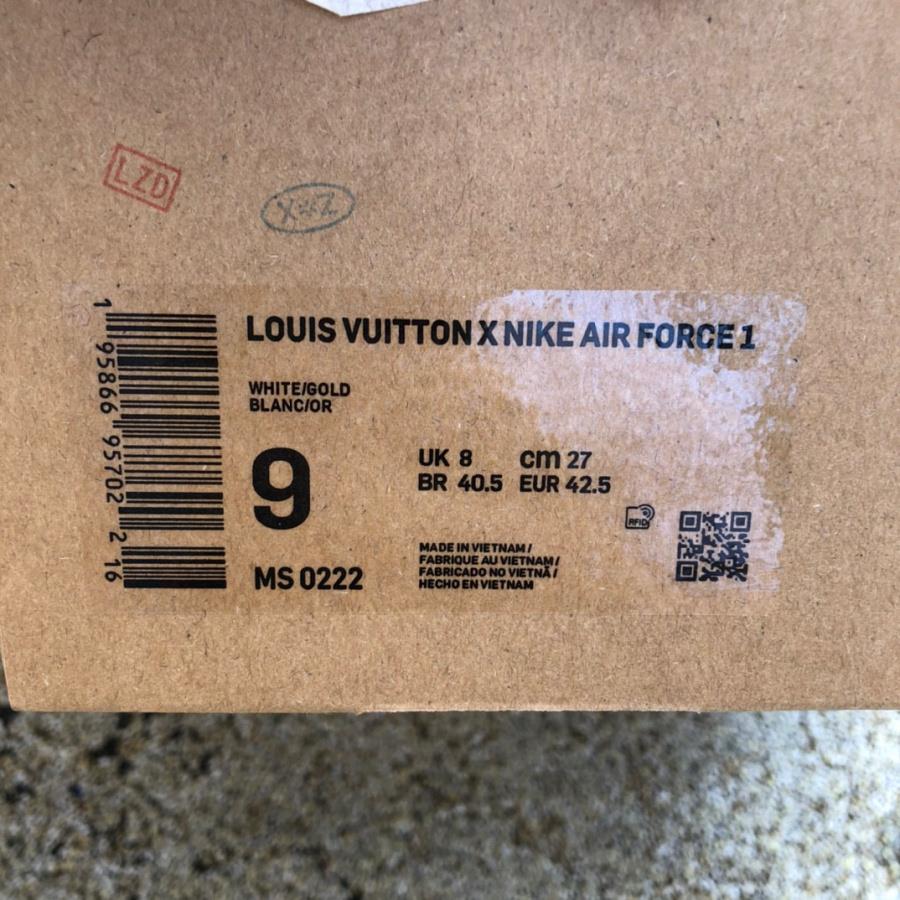 LZD
LOUIS VUITTON X NIKE AIR FORCE 1
WHITE/GOLD
BLANC/OR
9
UK 8 cm 27
BR 40.5 EUR 42.5
RFID
MS 0222
MADE IN VIETNAM /
FABRIQUE AU VIETNAM /
FABRICADO NO VIETNÃ /
HECHO EN VIETNAM
1 95866 95702 2 16